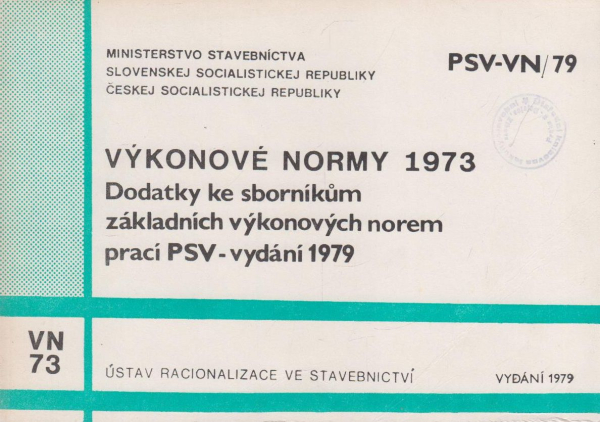 MINISTERSTVO STAVEBNÍCTVA
SLOVENSKEJ SOCIALISTICKEJ REPUBLIKY
ČESKEJ SOCIALISTICKEJ REPUBLIKY
PSV-VN/79
VÝKONOVÉ NORMY 1973
Dodatky ke sborníkům
základních výkonových norem
prací PSV - vydání 1979
VN
73
ÚSTAV RACIONALIZACE VE STAVEBNICTVÍ
VYDÁNÍ 1979